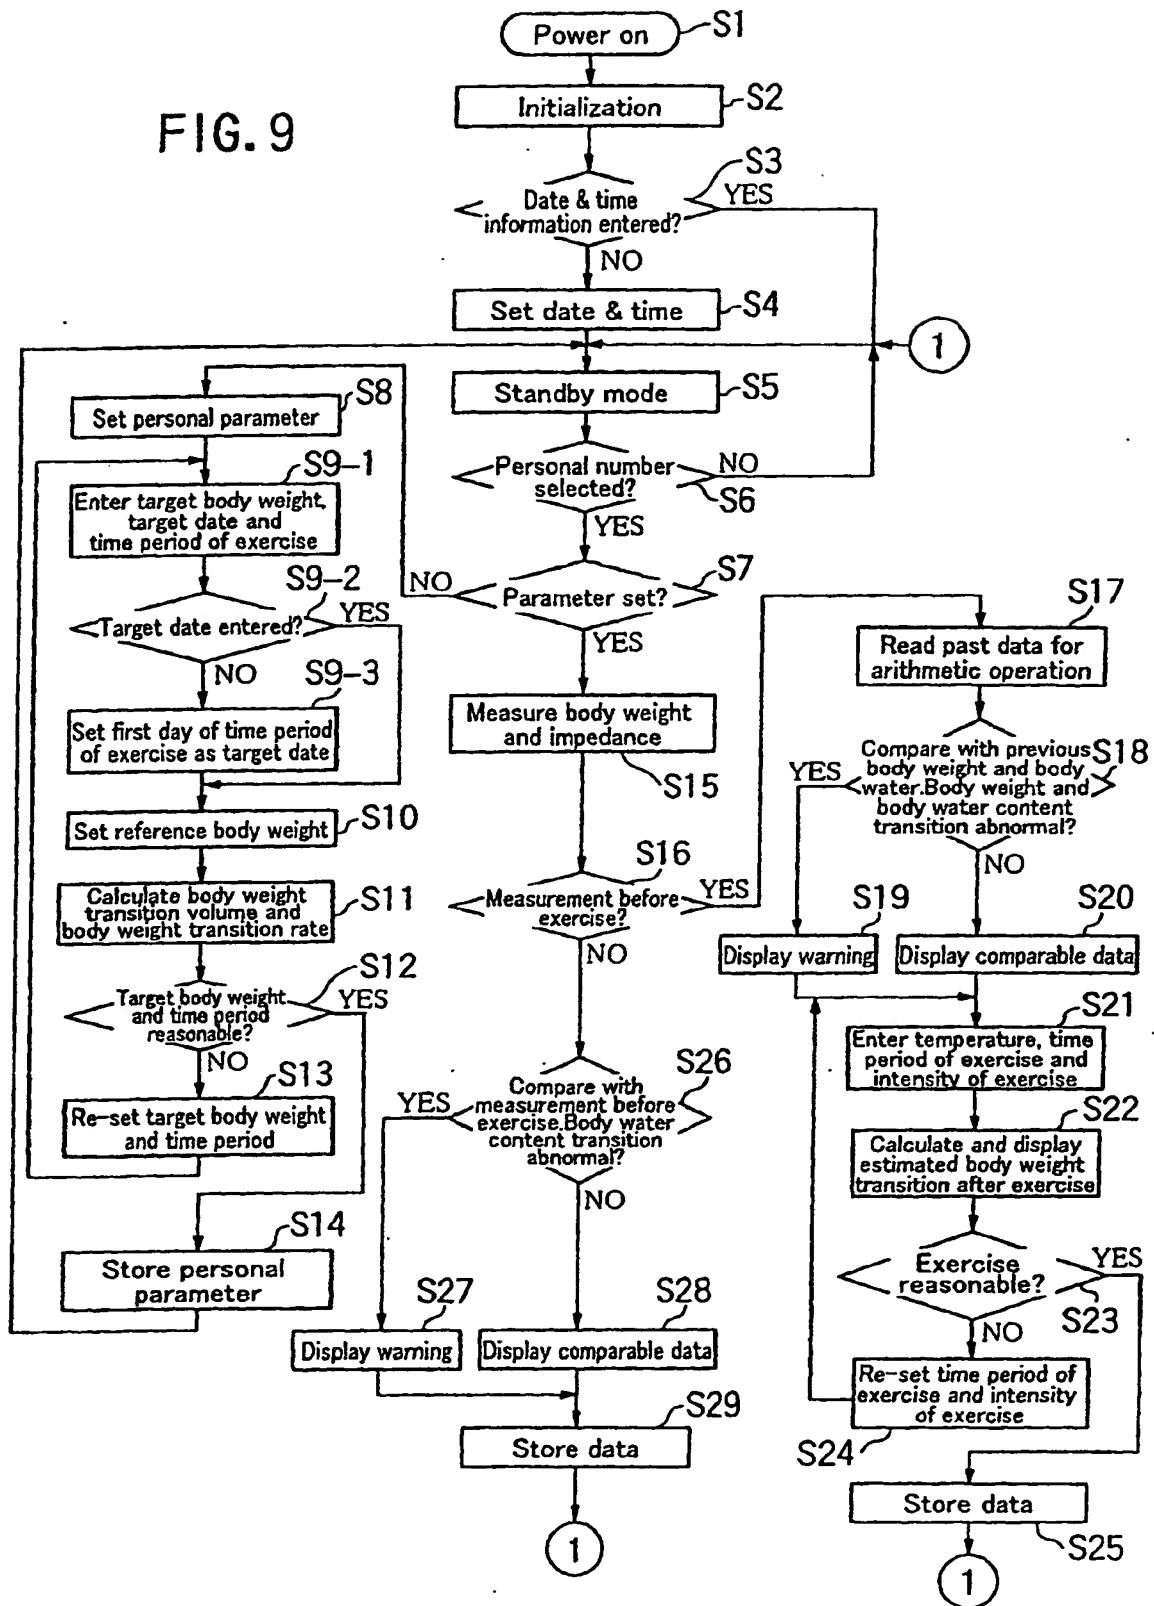 FIG. 9
Power on
S1
Initialization
S2
Date & time
information entered?
S3
YES
NO
Set date & time
S4
1
Standby mode
S5
Personal number
selected?
NO
S6
YES
Parameter set?
S7
NO
YES
Set personal parameter
S8
Enter target body weight,
target date and
time period of exercise
S9-1
Target date entered?
S9-2
YES
NO
S9-3
Set first day of time period
of exercise as target date
Set reference body weight
S10
Calculate body weight
transition volume and
body weight transition rate
S11
Target body weight
and time period
reasonable?
S12
YES
NO
S13
Re-set target body weight
and time period
S14
Store personal
parameter
Measure body weight
and impedance
S15
S16
Measurement before
exercise?
YES
NO
S17
Read past data for
arithmetic operation
Compare with previous
body weight and body
water.Body weight and
body water content
transition abnormal?
S18
YES
NO
S19
Display warning
S20
Display comparable data
S21
Enter temperature, time
period of exercise and
intensity of exercise
S22
Calculate and display
estimated body weight
transition after exercise
Exercise
reasonable?
YES
S23
NO
Re-set time period of
exercise and intensity
of exercise
S24
Store data
S25
1
Compare with
measurement before
exercise.Body water
content transition
abnormal?
S26
YES
NO
S27
Display warning
S28
Display comparable data
S29
Store data
1